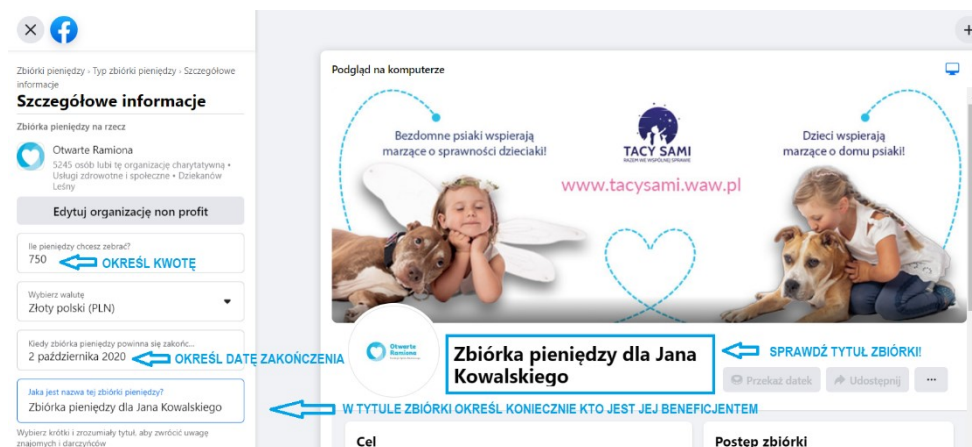 Zbiórki pieniędzy › Typ zbiórki pieniędzy › Szczegółowe
informacje
Szczegółowe informacje
Zbiórka pieniędzy na rzecz
Otwarte Ramiona
5245 osób lubi tę organizację charytatywną •
Usługi zdrowotne i społeczne • Dziekanów
Leśny
Edytuj organizację non profit
Ile pieniędzy chcesz zebrać?
750
OKREŚL KWOTĘ
Wybierz walutę
Złoty polski (PLN)
Kiedy zbiórka pieniędzy powinna się zakońc...
2 października 2020
OKREŚL DATĘ ZAKOŃCZENIA
Jaka jest nazwa tej zbiórki pieniędzy?
Zbiórka pieniędzy dla Jana Kowalskiego
W TYTULE ZBIÓRKI OKREŚL KONIECZNIE KTO JEST JEJ BENEFICJENTEM
Wybierz krótki i zrozumiały tytuł, aby zwrócić uwagę
znajomych i darczyńców
Podgląd na komputerze
Bezdomne psiaki wspierają
marzące o sprawności dzieciaki!
TACY SAMI
RAZEM WE WSPÓLNEJ SPRAWIE
Dzieci wspierają
marzące o domu psiaki!
www.tacysami.waw.pl
Otwarte
Ramiona
Zbiórka pieniędzy dla Jana
Kowalskiego
SPRAWDŹ TYTUŁ ZBIÓRKI!
Przekaż datek
Udostępnij
Cel
Postęp zbiórki